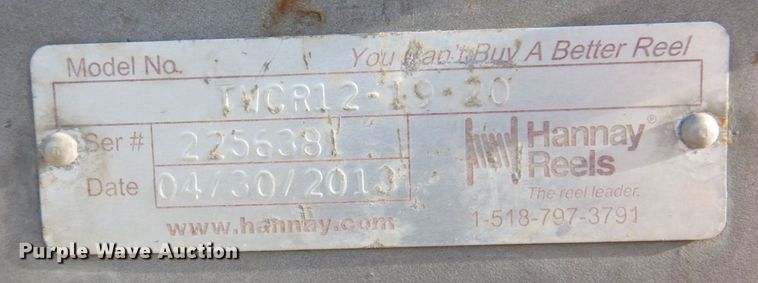 Model No. You Can't Buy A Better Reel
TWCR12-19-20
Ser # 2256381
Date 04/30/2013
Hannay®
Reels
The reel leader.
www.hannay.com 1-518-797-3791
Purple Wave Auction